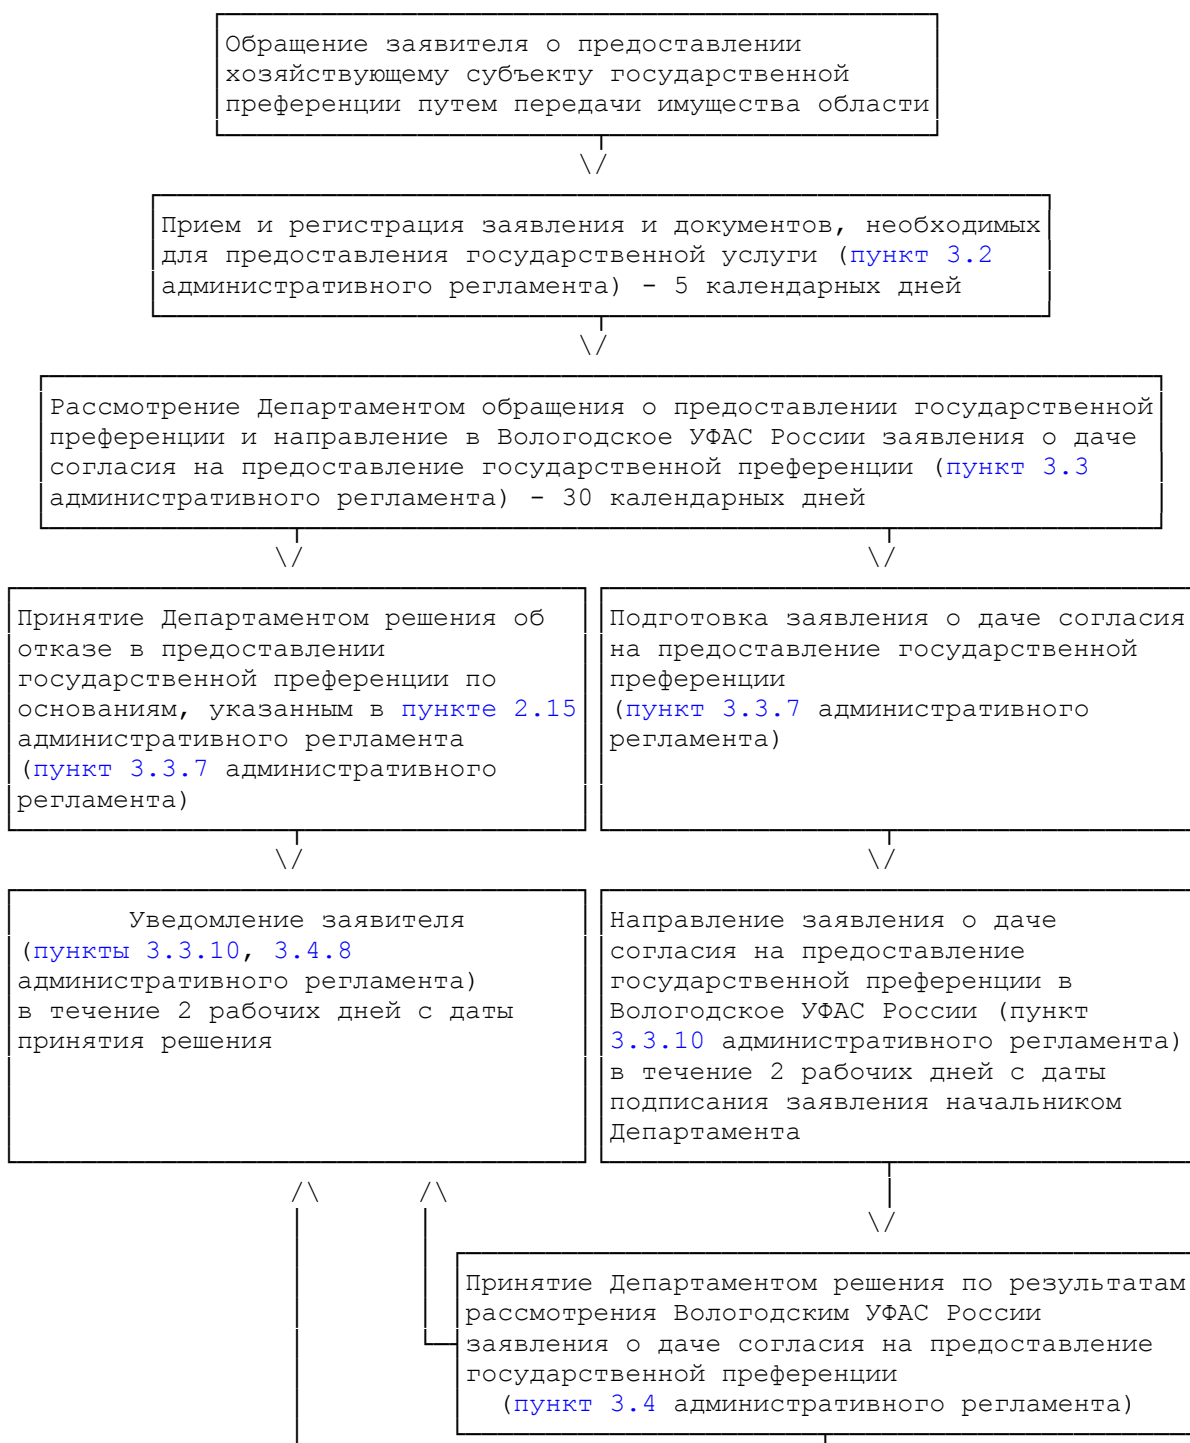 Обращение заявителя о предоставлении
хозяйствующему субъекту государственной
преференции путем передачи имущества области
Прием и регистрация заявления и документов, необходимых
для предоставления государственной услуги (пункт 3.2
административного регламента) - 5 календарных дней
Рассмотрение Департаментом обращения о предоставлении государственной
преференции и направление в Вологодское УФАС России заявления о даче
согласия на предоставление государственной преференции (пункт 3.3
административного регламента) - 30 календарных дней
Принятие Департаментом решения об
отказе в предоставлении
государственной преференции по
основаниям, указанным в пункте 2.15
административного регламента
(пункт 3.3.7 административного
регламента)
Подготовка заявления о даче согласия
на предоставление государственной
преференции
(пункт 3.3.7 административного
регламента)
Уведомление заявителя
(пункты 3.3.10, 3.4.8
административного регламента)
в течение 2 рабочих дней с даты
принятия решения
Направление заявления о даче
согласия на предоставление
государственной преференции в
Вологодское УФАС России (пункт
3.3.10 административного регламента)
в течение 2 рабочих дней с даты
подписания заявления начальником
Департамента
Принятие Департаментом решения по результатам
рассмотрения Вологодским УФАС России
заявления о даче согласия на предоставление
государственной преференции
(пункт 3.4 административного регламента)